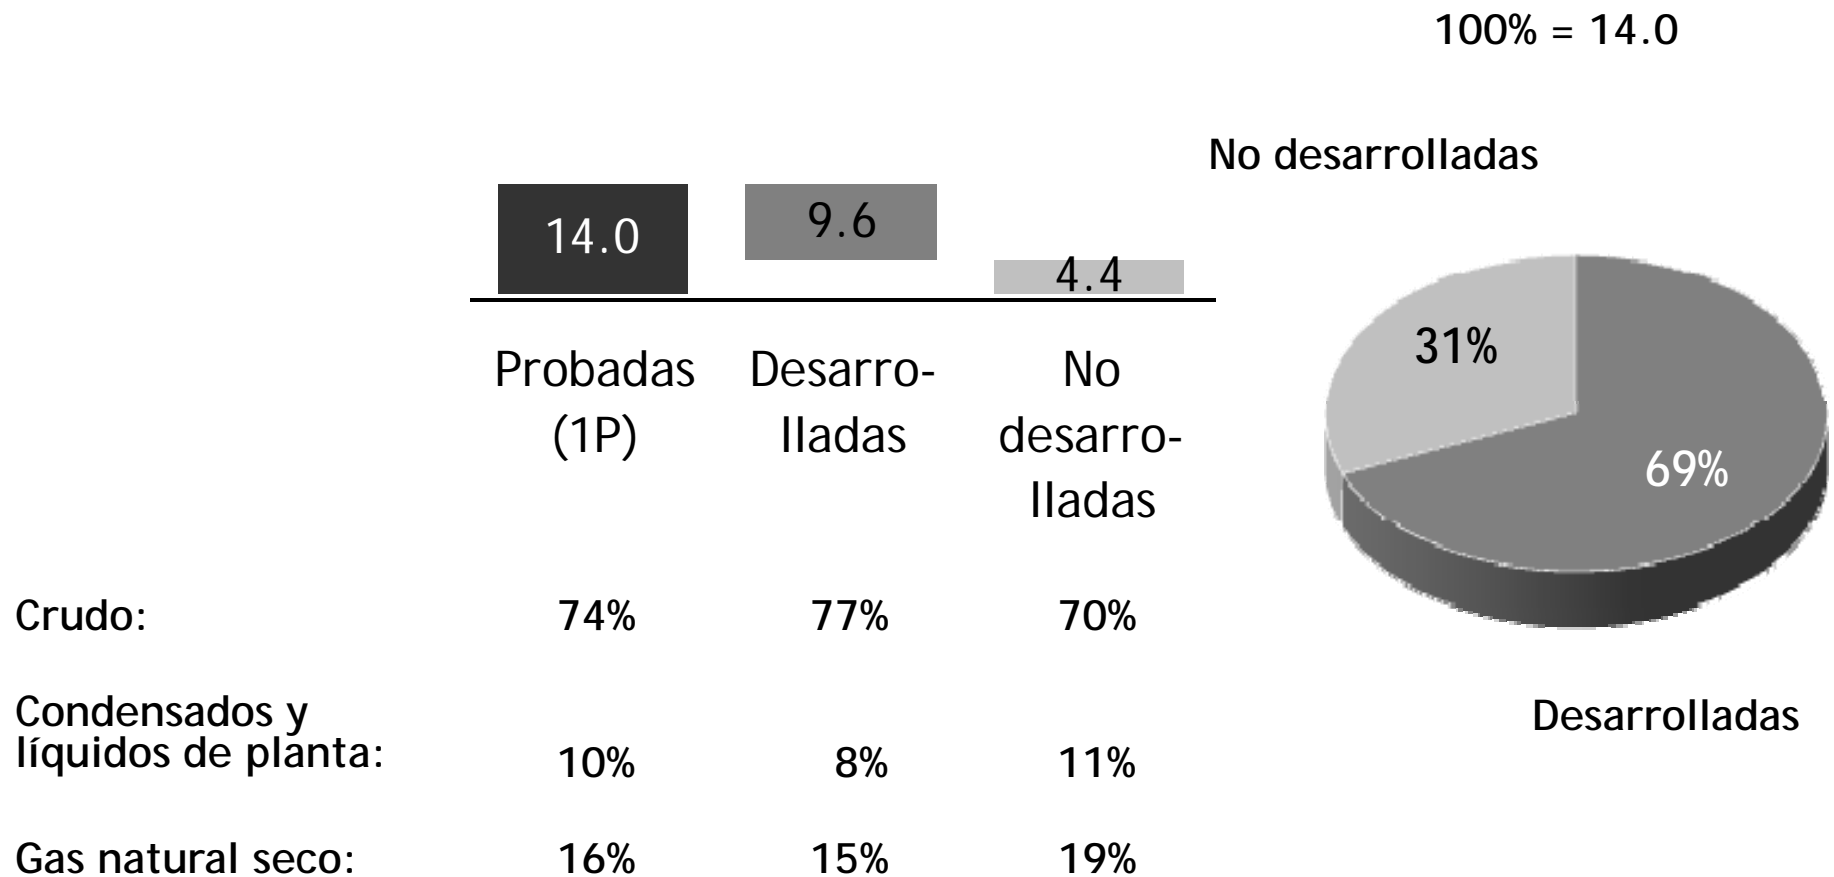 100% = 14.0
No desarrolladas
14.0 9.6 4.4
Probadas Desarro- No
(1P) lladas desarro-
lladas
31%
69%
Crudo: 74% 77% 70%
Condensados y
líquidos de planta: 10% 8% 11%
Desarrolladas
Gas natural seco: 16% 15% 19%